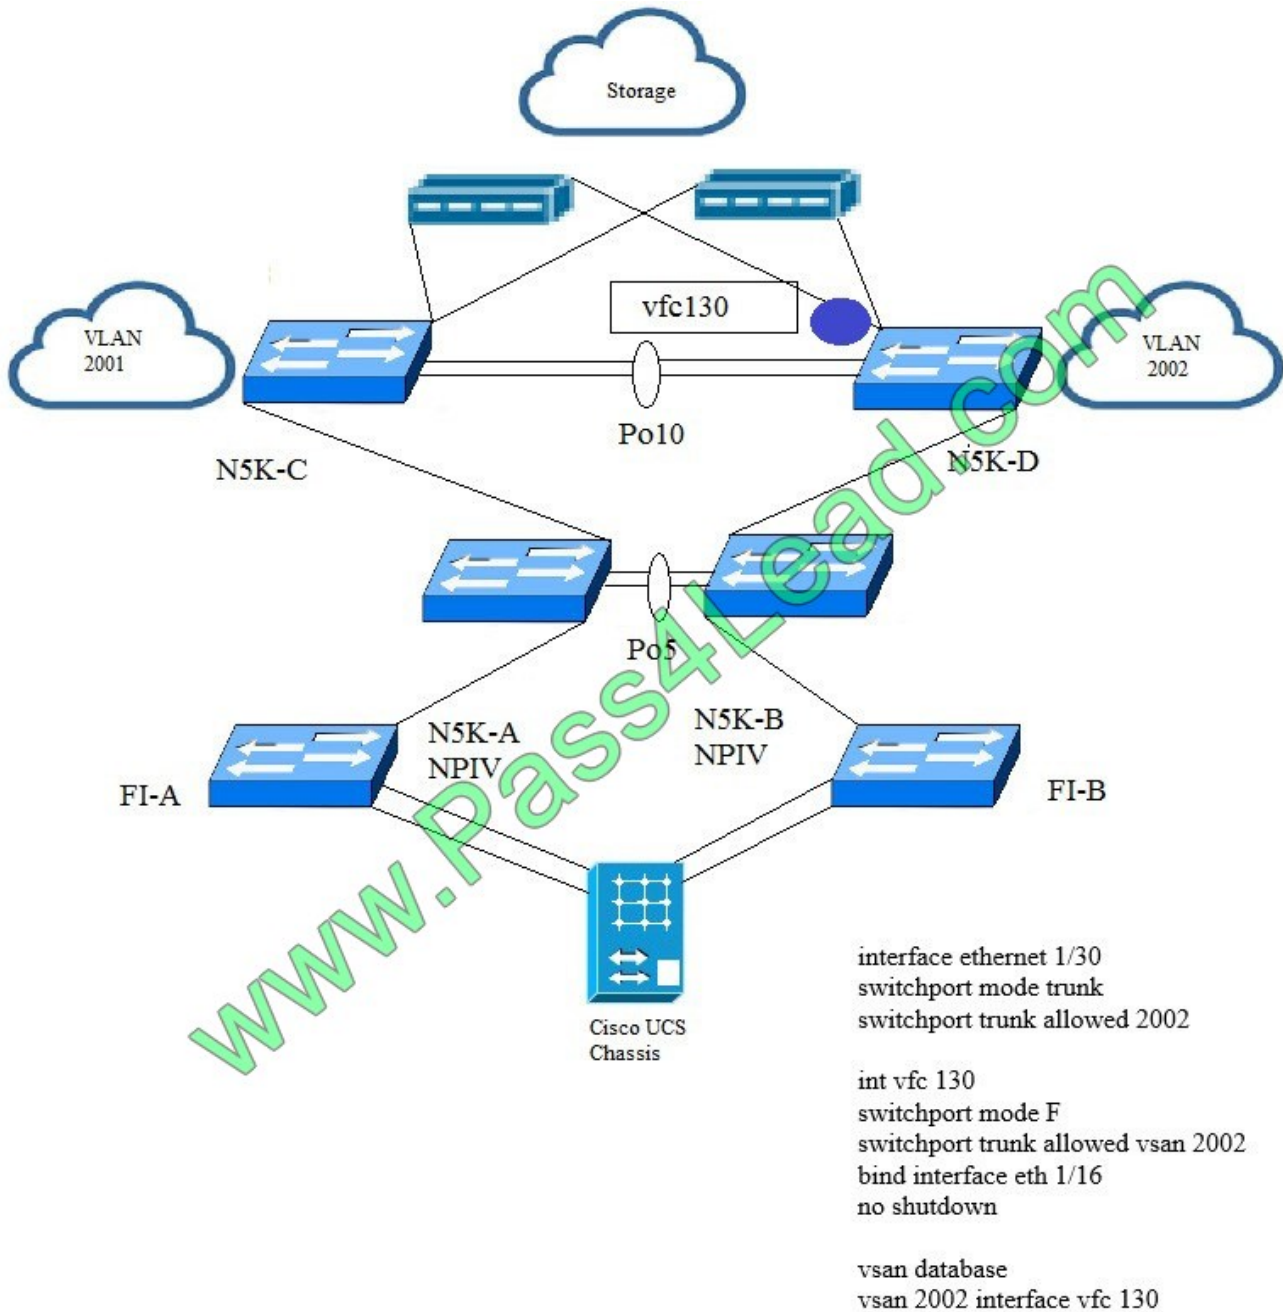 Storage
vfc130
VLAN
2001
VLAN
2002
Po10
N5K-C
N5K-D
Po5
N5K-A
NPIV
N5K-B
NPIV
FI-A
FI-B
Cisco UCS
Chassis
interface ethernet 1/30
switchport mode trunk
switchport trunk allowed 2002
int vfc 130
switchport mode F
switchport trunk allowed vsan 2002
bind interface eth 1/16
no shutdown
vsan database
vsan 2002 interface vfc 130
www.Pass4Lead.com